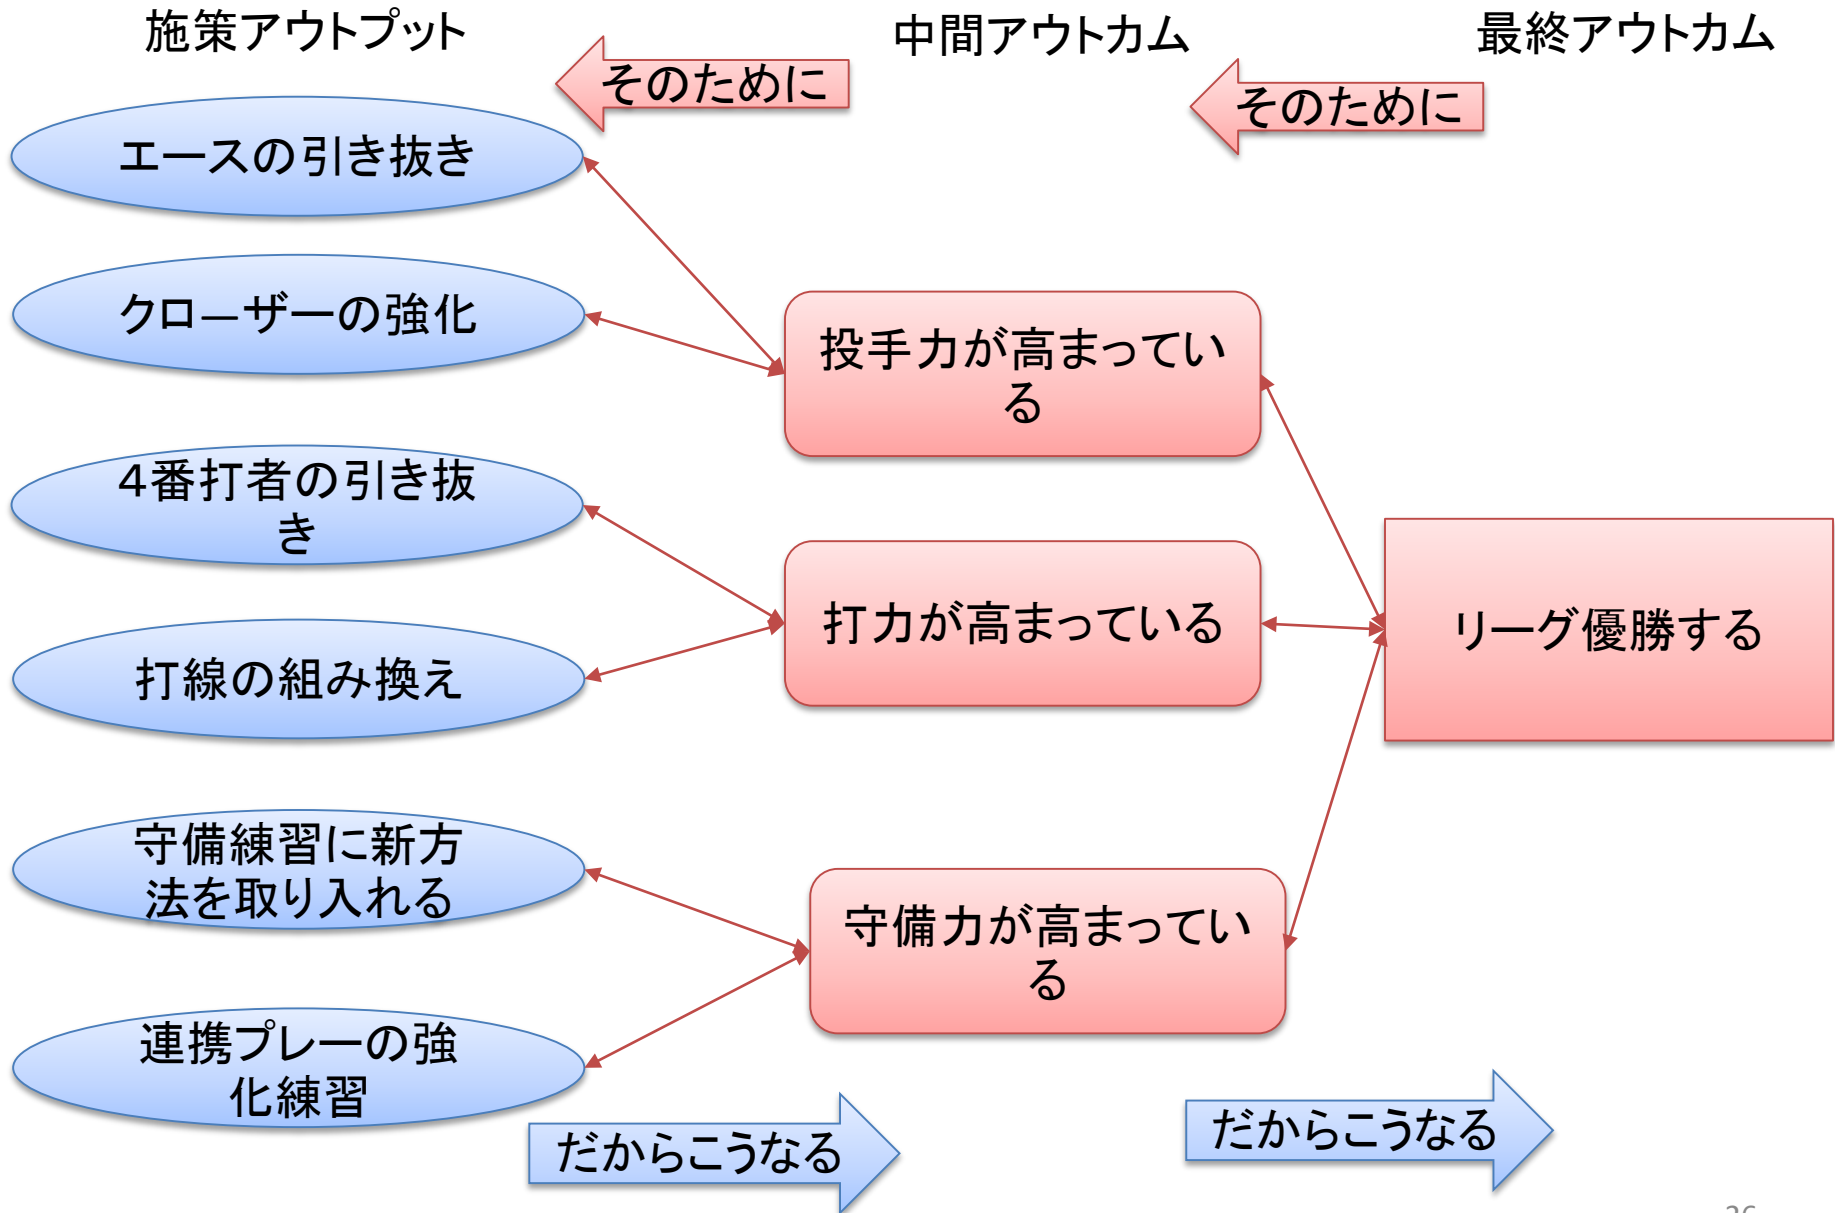 施策アウトプット
中間アウトカム
最終アウトカム
そのために
そのために
エースの引き抜き
クローザーの強化
投手力が高まってい
る
4番打者の引き抜
き
打力が高まっている
リーグ優勝する
打線の組み換え
守備練習に新方
法を取り入れる
守備力が高まってい
る
連携プレーの強
化練習
だからこうなる
だからこうなる